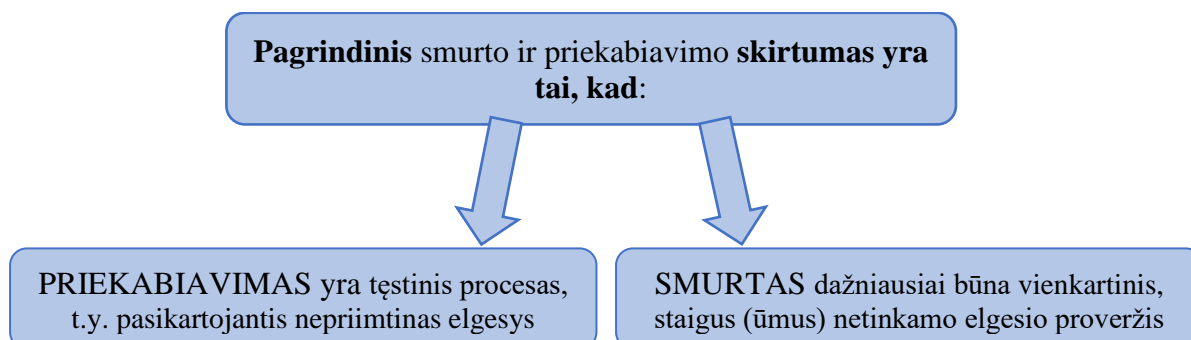 Pagrindinis smurto ir priekabiavimo skirtumas yra
tai, kad:
PRIEKABIAVIMAS yra tęstinis procesas,
t.y. pasikartojantis nepriimtinas elgesys
SMURTAS dažniausiai būna vienkartinis,
staigus (ūmus) netinkamo elgesio proveržis